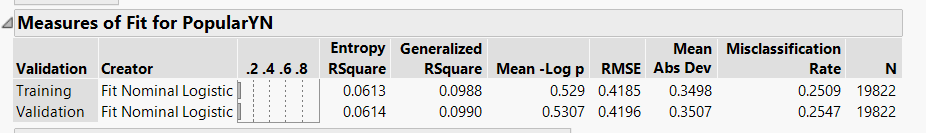 Measures of Fit for PopularYN
Entropy Generalized Mean Misclassification
Validation Creator .2 .4 .6 .8 RSquare RSquare Mean -Log p RMSE Abs Dev Rate N
Training Fit Nominal Logistic 0.0613 0.0988 0.529 0.4185 0.3498 0.2509 19822
Validation Fit Nominal Logistic 0.0614 0.0990 0.5307 0.4196 0.3507 0.2547 19822